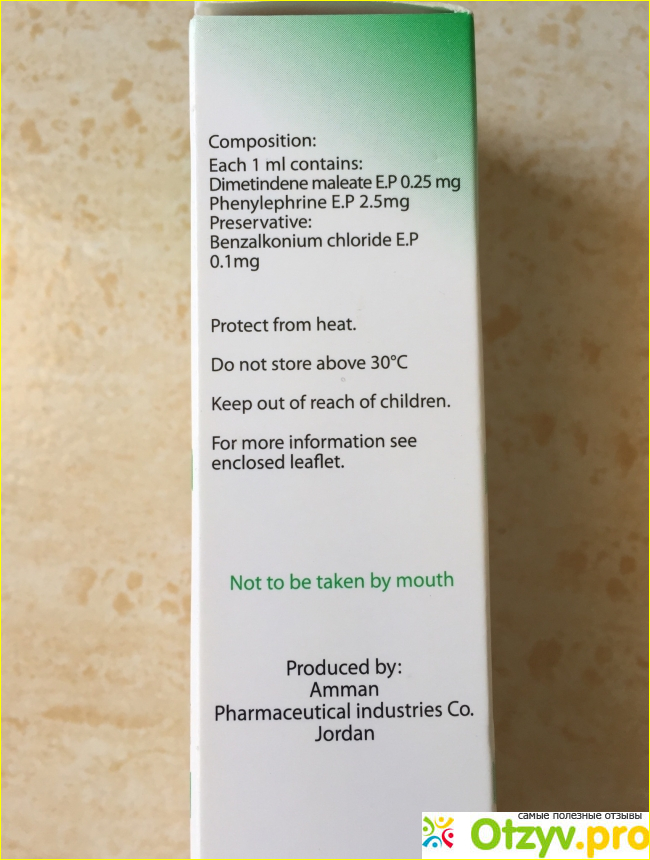 Composition:
Each 1 ml contains:
Dimetindene maleate E.P 0.25 mg
Phenylephrine E.P 2.5mg
Preservative:
Benzalkonium chloride E.P
0.1mg
Protect from heat.
Do not store above 30°C
Keep out of reach of children.
For more information see
enclosed leaflet.
Not to be taken by mouth
Produced by:
Amman
Pharmaceutical industries Co.
Jordan
самые полезные отзывы
Otzyv.pro